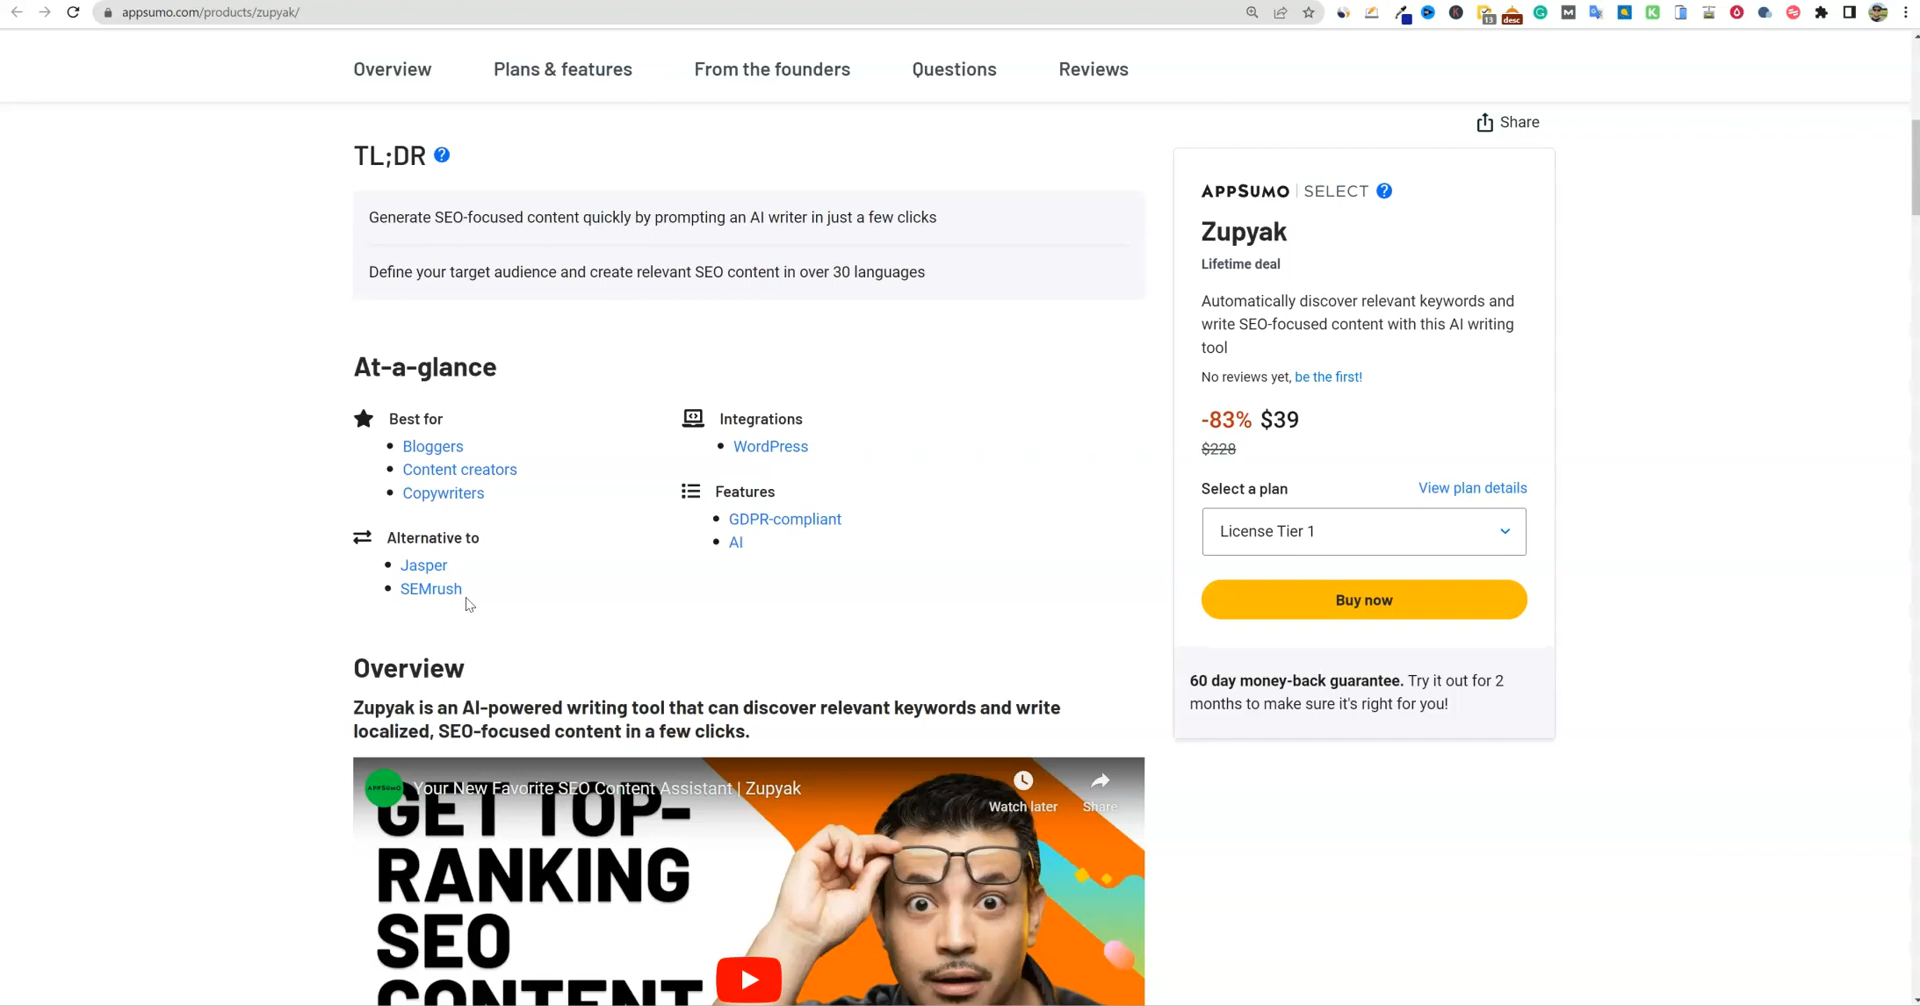 appsumo.com/products/zupyak/
13
desc
Overview
Plans & features
From the founders
Questions
Reviews
Share
TL;DR ?
Generate SEO-focused content quickly by prompting an AI writer in just a few clicks
Define your target audience and create relevant SEO content in over 30 languages
At-a-glance
Best for
Bloggers
Content creators
Copywriters
Alternative to
Jasper
SEMrush
Integrations
WordPress
Features
GDPR-compliant
AI
APPSUMO | SELECT ?
Zupyak
Lifetime deal
Automatically discover relevant keywords and
write SEO-focused content with this AI writing
tool
No reviews yet, be the first!
-83% $39
$228
Select a plan
View plan details
License Tier 1
Buy now
60 day money-back guarantee. Try it out for 2
months to make sure it's right for you!
Overview
Zupyak is an AI-powered writing tool that can discover relevant keywords and write
localized, SEO-focused content in a few clicks.
APPSUMO
Your New Favorite SEO Content Assistant | Zupyak
Watch later
Share
GET TOP-
RANKING
SEO
CONTENT